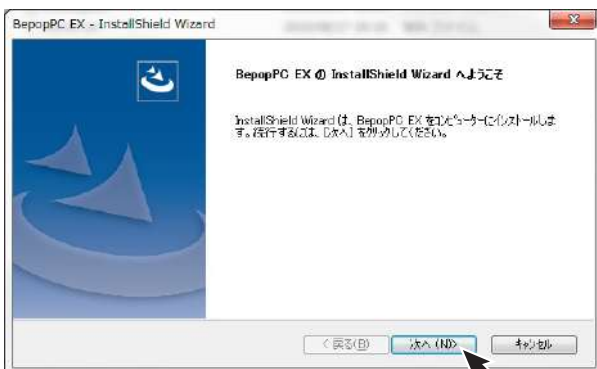 BepopPC EX - InstallShield Wizard
BepopPC EX の InstallShield Wizard へようこそ
InstallShield Wizard は、BepopPC EX をコンピューターにインストールしま
す。続行するには、[次へ] をクリックしてください。
< 戻る(B)
次へ (N)>
キャンセル